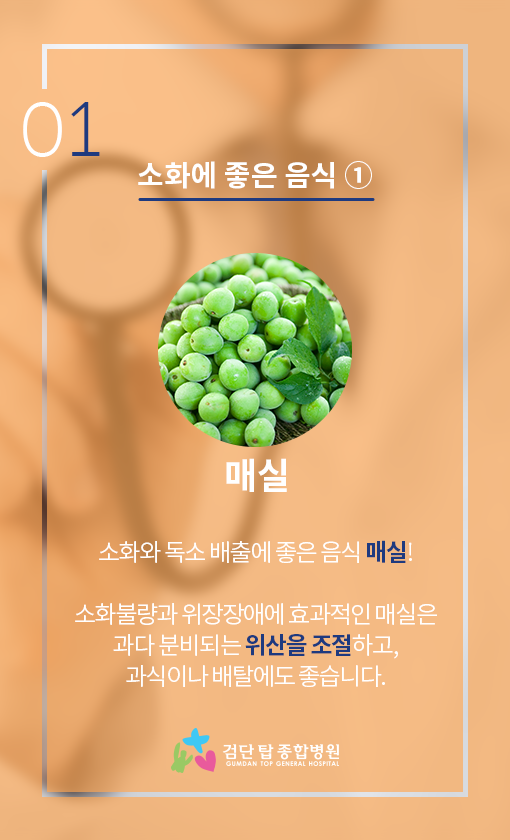 01
소화에 좋은 음식 ①
매실
소화와 독소 배출에 좋은 음식 매실!
소화불량과 위장장애에 효과적인 매실은
과다 분비되는 위산을 조절하고,
과식이나 배탈에도 좋습니다.
검단탑종합병원
GUMDAN TOP GENERAL HOSPITAL